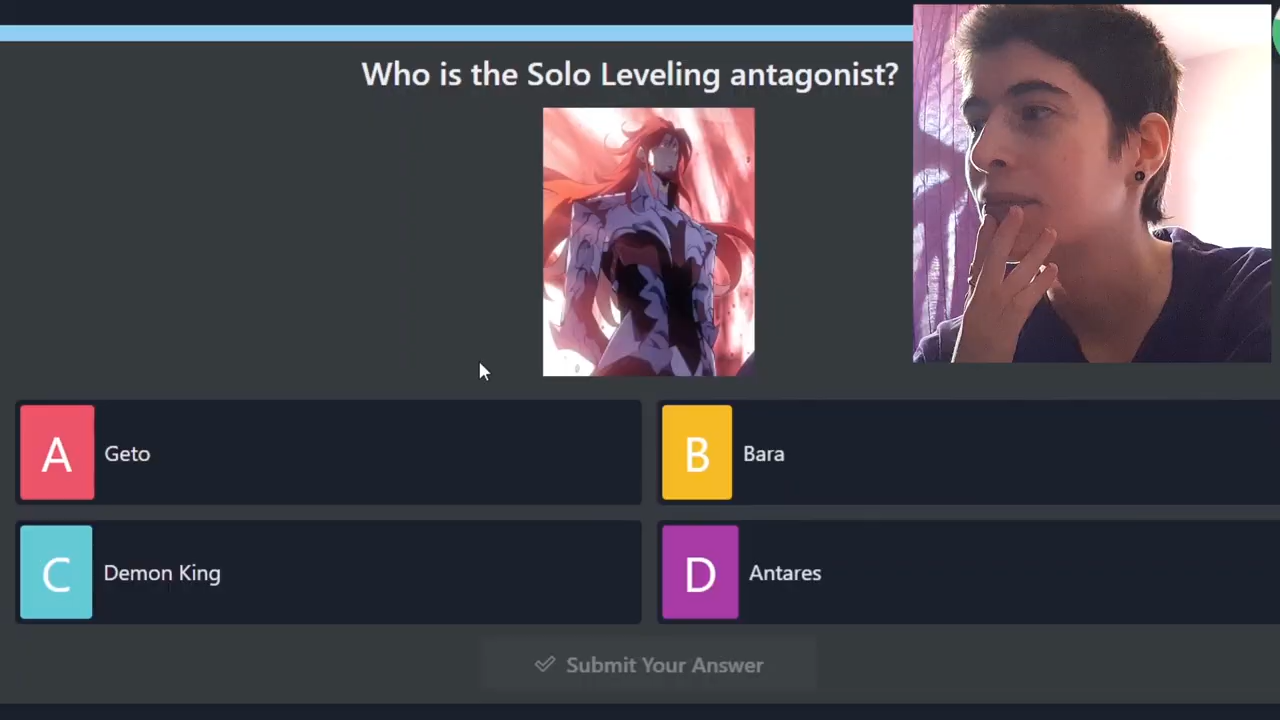 Who is the Solo Leveling antagonist?
A Geto
B Bara
C Demon King
D Antares
Submit Your Answer